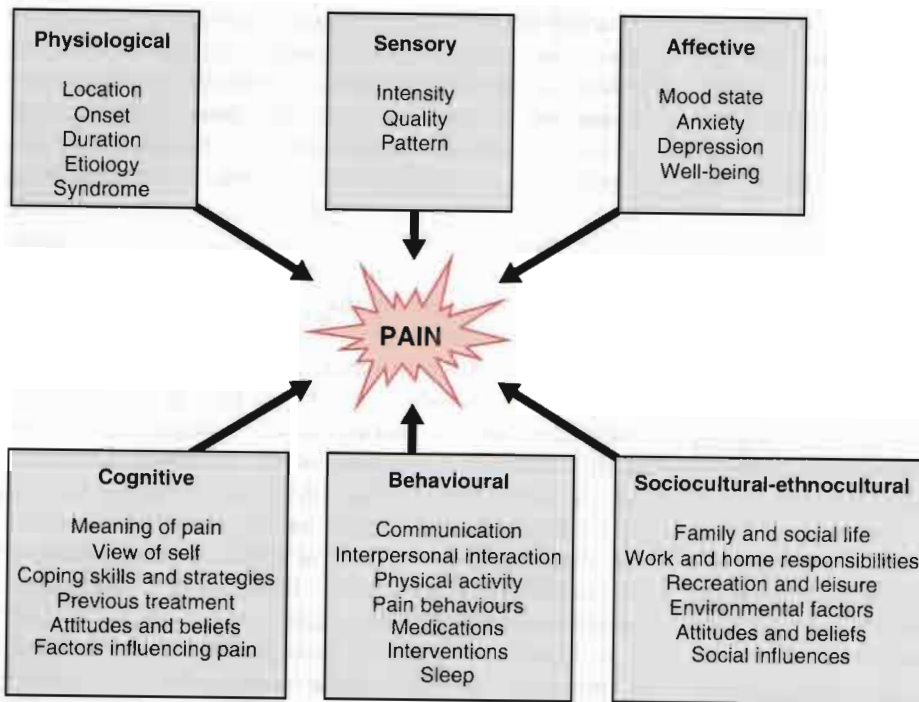 Physiological
Location
Onset
Duration
Etiology
Syndrome
Sensory
Intensity
Quality
Pattern
Affective
Mood state
Anxiety
Depression
Well-being
PAIN
Cognitive
Meaning of pain
View of self
Coping skills and strategies
Previous treatment
Attitudes and beliefs
Factors influencing pain
Behavioural
Communication
Interpersonal interaction
Physical activity
Pain behaviours
Medications
Interventions
Sleep
Sociocultural-ethnocultural
Family and social life
Work and home responsibilities
Recreation and leisure
Environmental factors
Attitudes and beliefs
Social influences